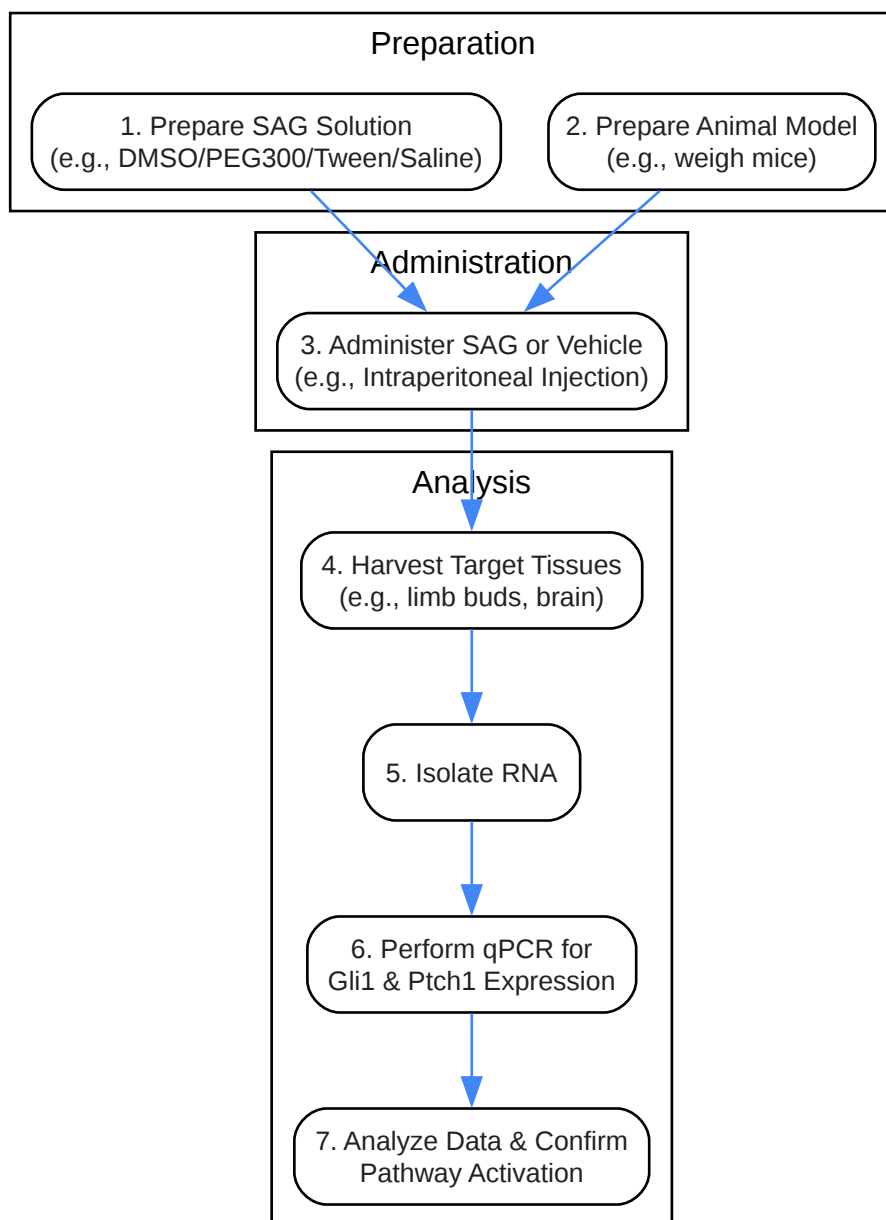 Preparation
1. Prepare SAG Solution
(e.g., DMSO/PEG300/Tween/Saline)
2. Prepare Animal Model
(e.g., weigh mice)
Administration
3. Administer SAG or Vehicle
(e.g., Intraperitoneal Injection)
Analysis
4. Harvest Target Tissues
(e.g., limb buds, brain)
5. Isolate RNA
6. Perform qPCR for
Gli1 & Ptch1 Expression
7. Analyze Data & Confirm
Pathway Activation